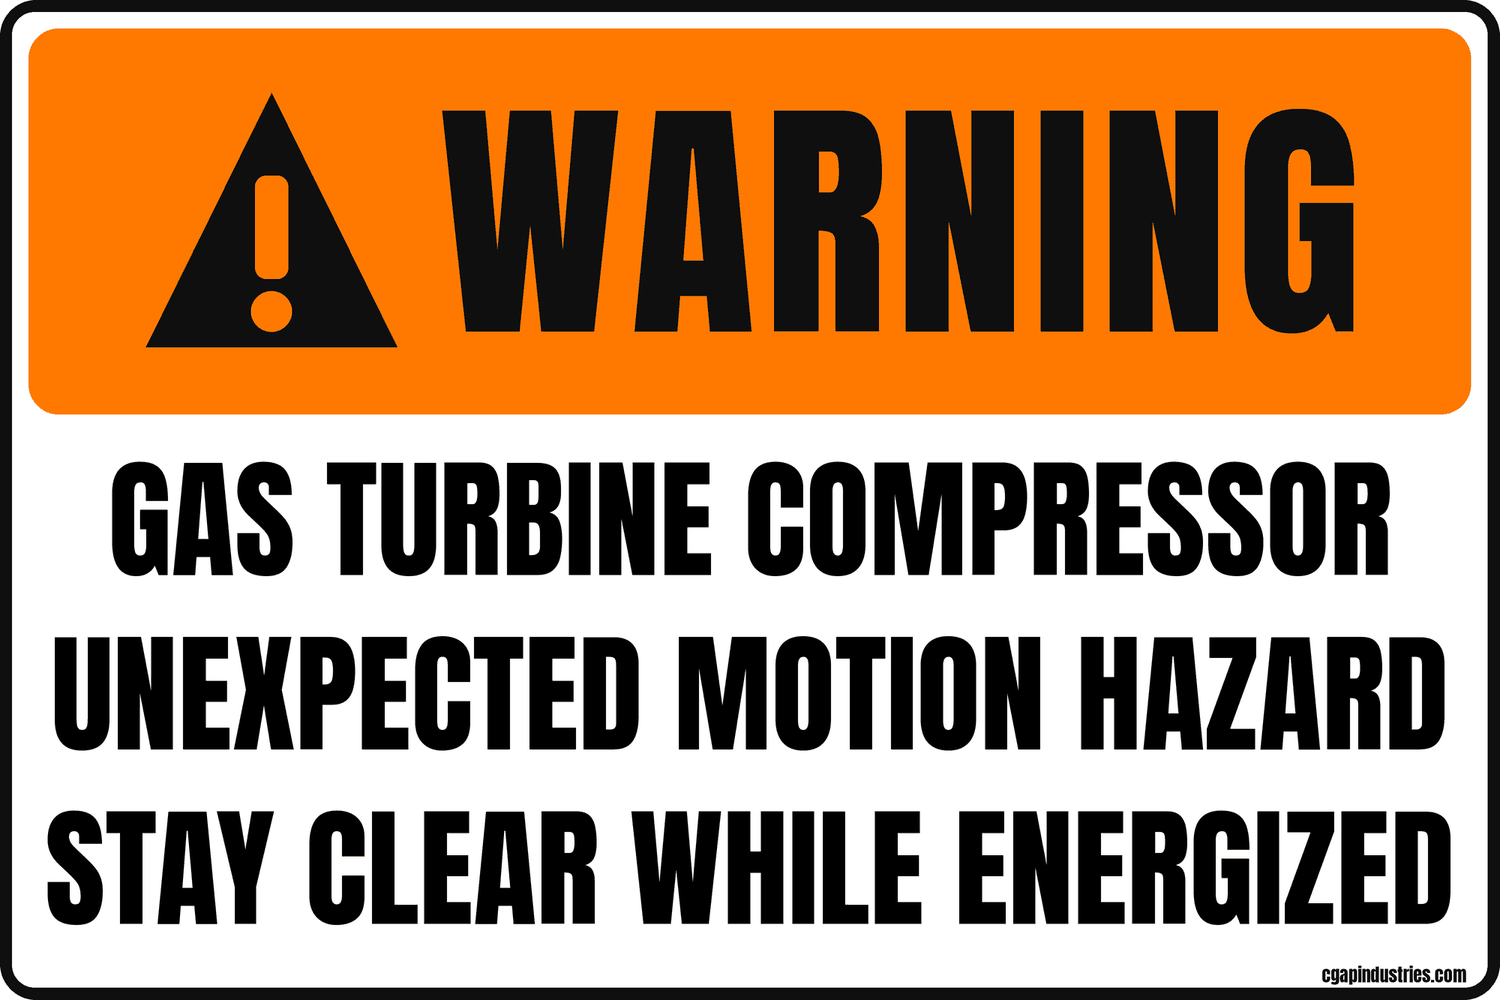 WARNING
GAS TURBINE COMPRESSOR
UNEXPECTED MOTION HAZARD
STAY CLEAR WHILE ENERGIZED
cgapindustries.com